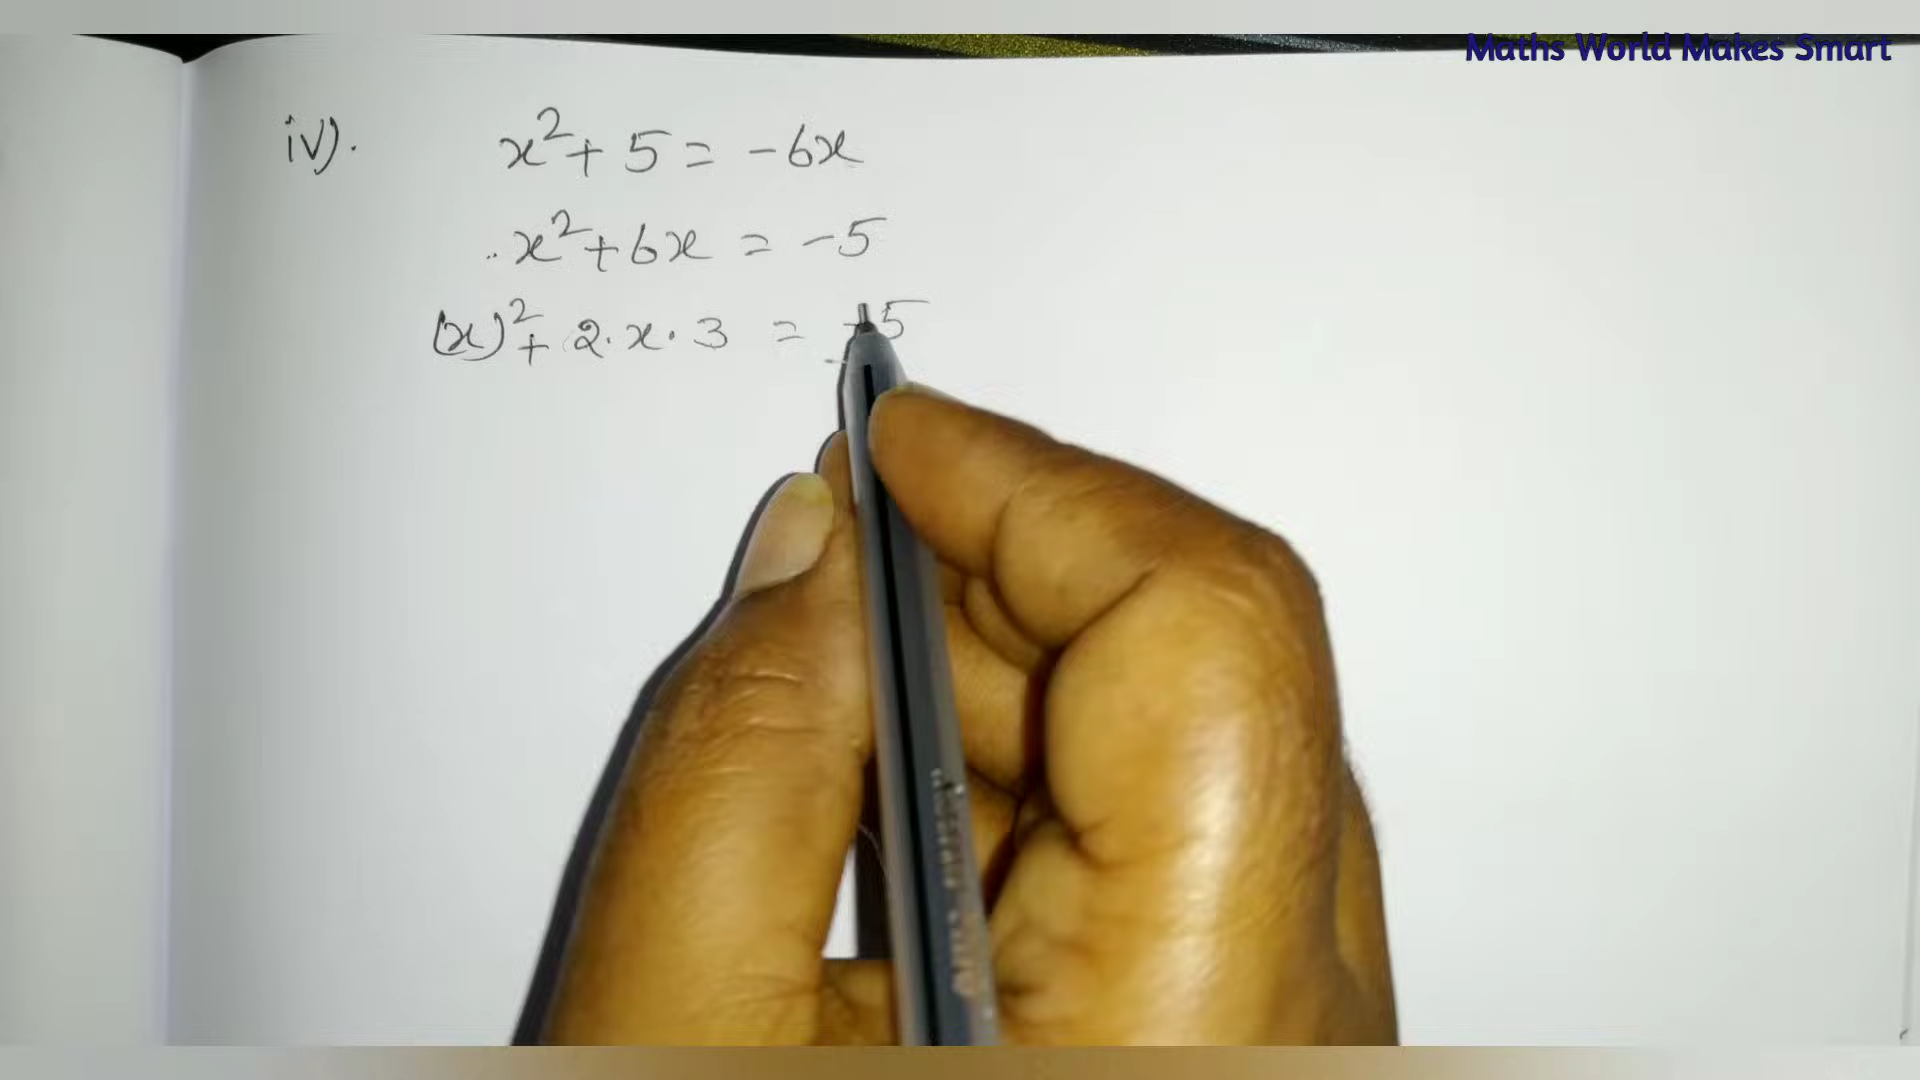 Maths World Makes Smart
iv). x² + 5 = -6x
x² + 6x = -5
(x)² + 2·x·3 = -5